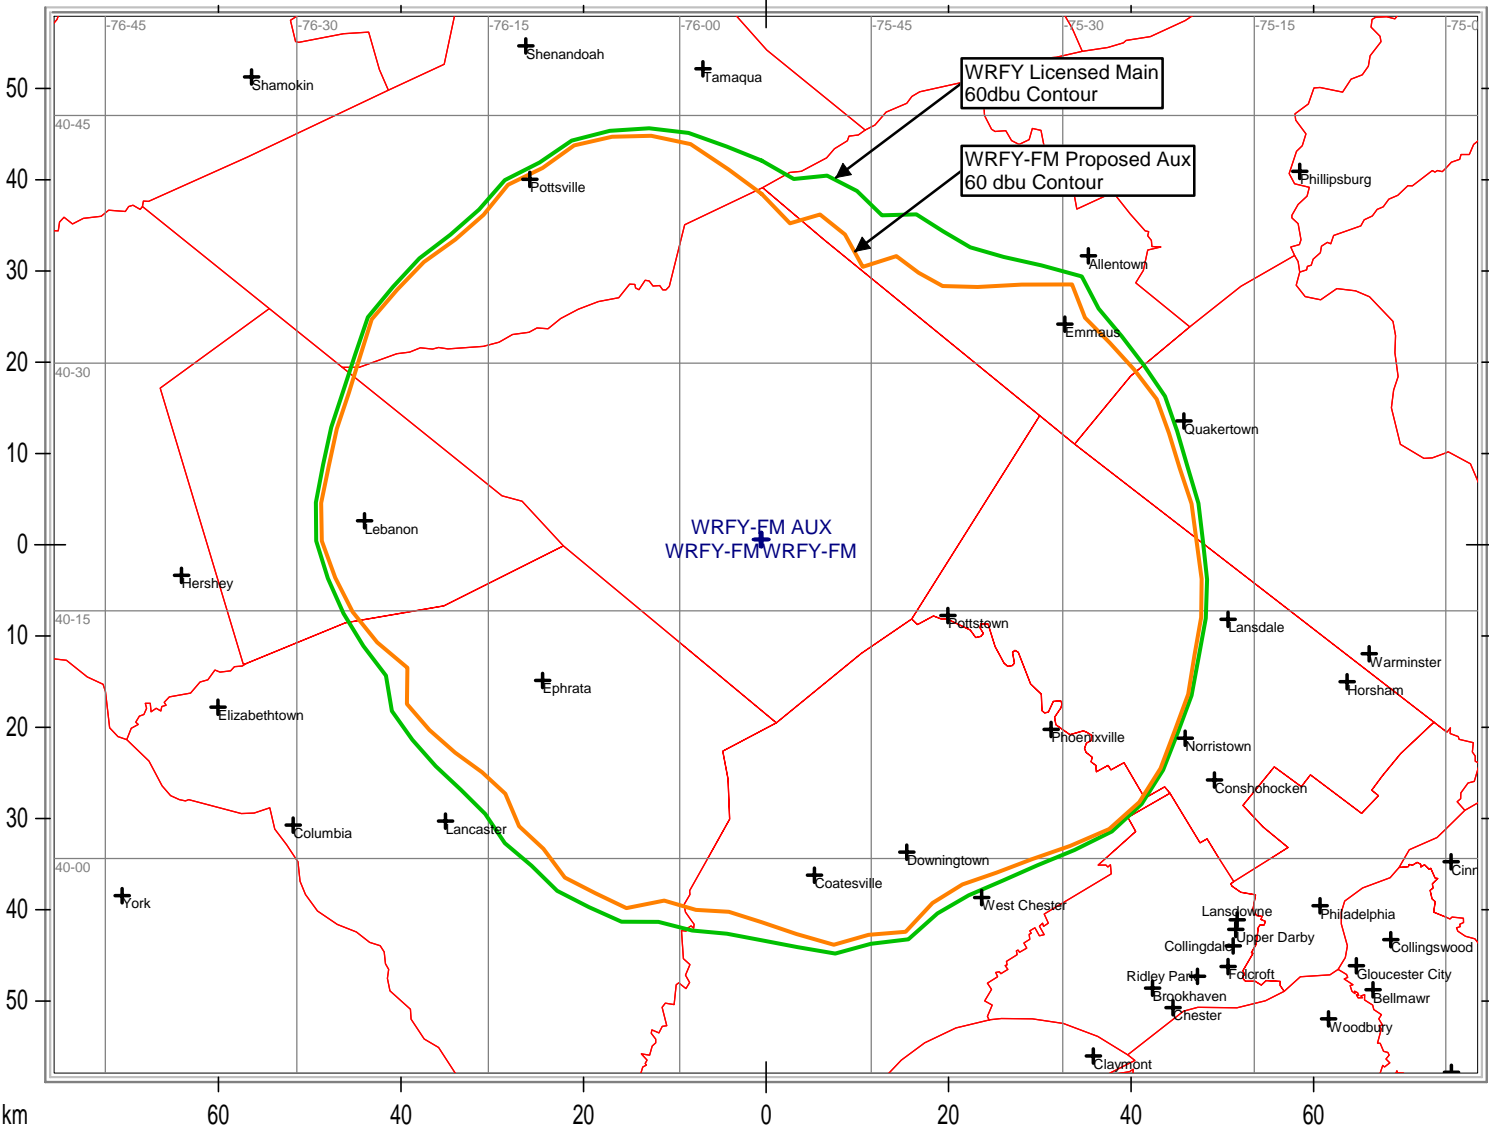 -76-45
-76-30
-76-15
-76-00
-75-45
-75-30
-75-15
Shenandoah
Shamokin
Tamaqua
WRFY Licensed Main
60dbu Contour
50
40-45
WRFY-FM Proposed Aux
60 dbu Contour
40
Pottsville
Phillipsburg
30
Allentown
Emmaus
20
40-30
Quakertown
10
Lebanon
WRFY-FM AUX
0
WRFY-FM WRFY-FM
Hershey
10
40-15
Pottstown
Lansdale
Warminster
Ephrata
Horsham
Elizabethtown
20
Phoenixville
Norristown
Conshohocken
30
Columbia
Lancaster
40-00
Downingtown
Cinn
Coatesville
York
West Chester
40
Lansdowne
Philadelphia
Upper Darby
Collingdale
Collingswood
Ridley Park
Folcroft
Gloucester City
50
Brookhaven
Bellmawr
Chester
Woodbury
Claymont
km
60
40
20
0
20
40
60